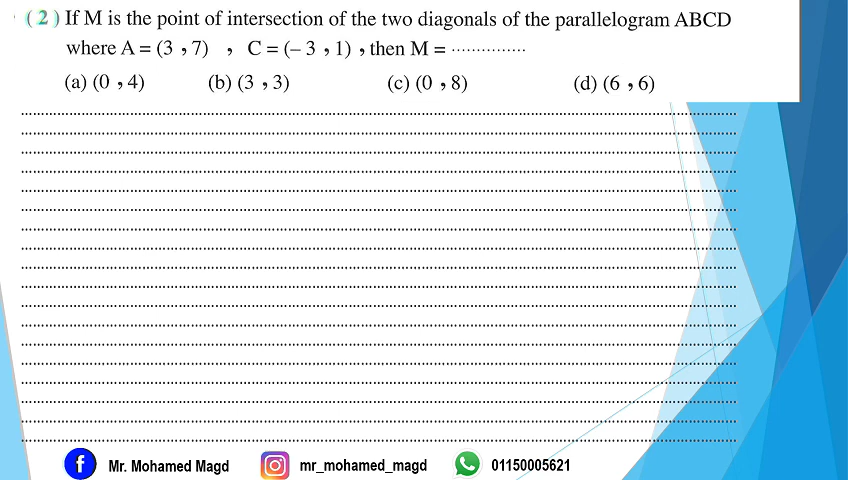 ( 2 ) If M is the point of intersection of the two diagonals of the parallelogram ABCD
where A = (3 , 7) , C = (– 3 , 1) , then M = ...............
(a) (0 , 4) (b) (3 , 3) (c) (0 , 8) (d) (6 , 6)
Mr. Mohamed Magd mr_mohamed_magd 01150005621